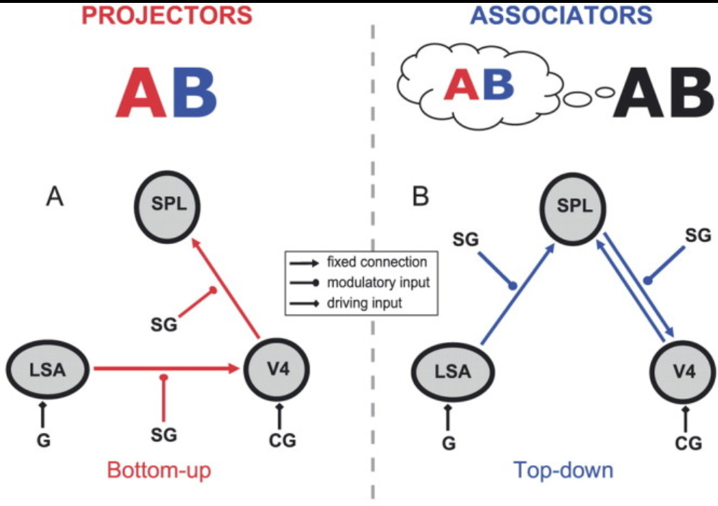 PROJECTORS
AB
A
SPL
SG
LSA
V4
G
SG
CG
Bottom-up
fixed connection
modulatory input
driving input
ASSOCIATORS
AB
AB
B
SPL
SG
SG
LSA
V4
G
CG
Top-down